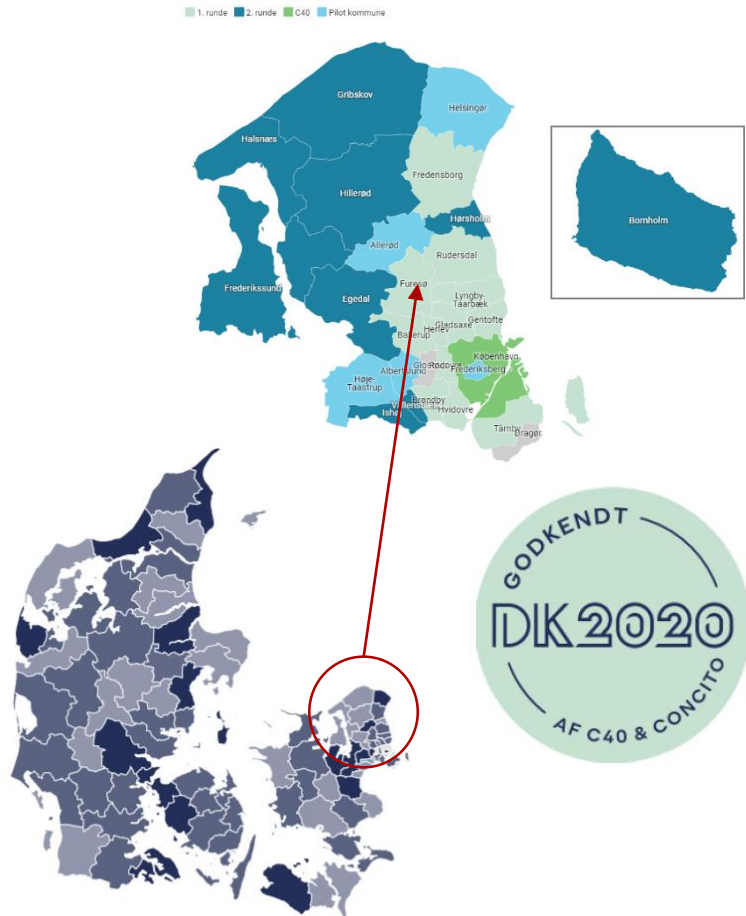 1. runde 2. runde C40 Pilot kommune
Helsingør
Gribskov
Halsnæs
Fredensborg
Hillerød
Hørsholm
Bornholm
Allerød
Rudersdal
Furesø
Frederikssund
Egedal
Lyngby-
Taarbæk
Gentofte
Gladsaxe
Herlev
Ballerup
København
Frederiksberg
Albertslund
Høje-
Taastrup
Brøndby
Hvidovre
Ishøj
Tårnby
Dragør
GODKENDT
DK2020
AF C40 & CONCITO